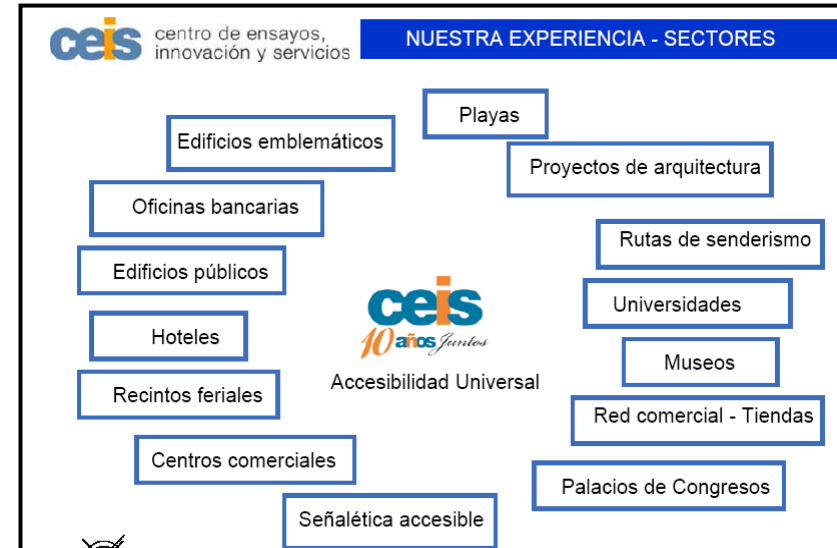 ceis centro de ensayos,
innovación y servicios
NUESTRA EXPERIENCIA - SECTORES
Playas
Edificios emblemáticos
Proyectos de arquitectura
Oficinas bancarias
Rutas de senderismo
Edificios públicos
Universidades
Hoteles
Museos
Recintos feriales
Red comercial - Tiendas
Centros comerciales
Palacios de Congresos
Señalética accesible
ceis
10 años Juntos
Accesibilidad Universal